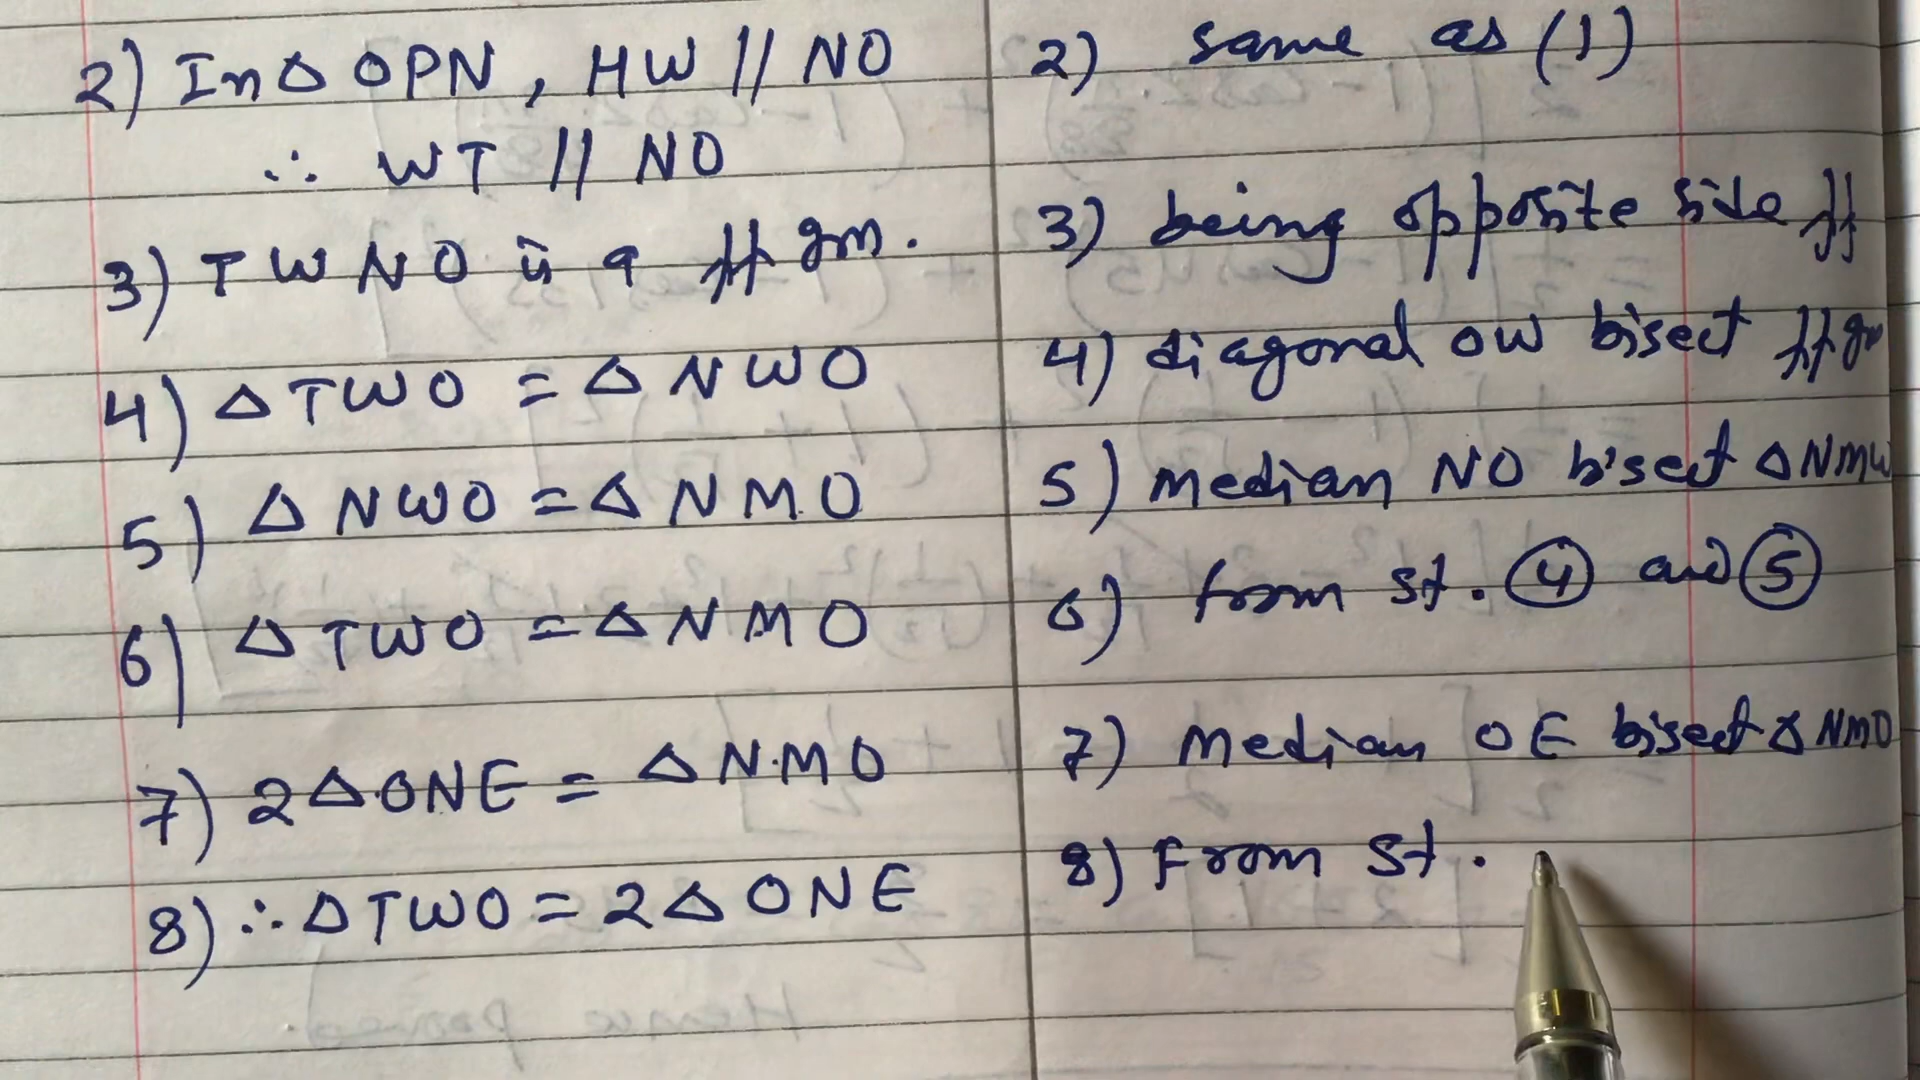 2) In △ OPN, HW // NO
∴ WT // NO
3) TWNO is a //gm.
4) △ TWO = △ NWO
5) △ NWO = △ NMO
6) △ TWO = △ NMO
7) 2△ONE = △NMO
8) ∴ △TWO = 2△ ONE
2) same as (1)
3) being opposite side //
4) diagonal OW bisect //gm
5) median NO bisect △NMW
6) from st. ④ and ⑤
7) Median OE bisect △ NMO
8) From st.